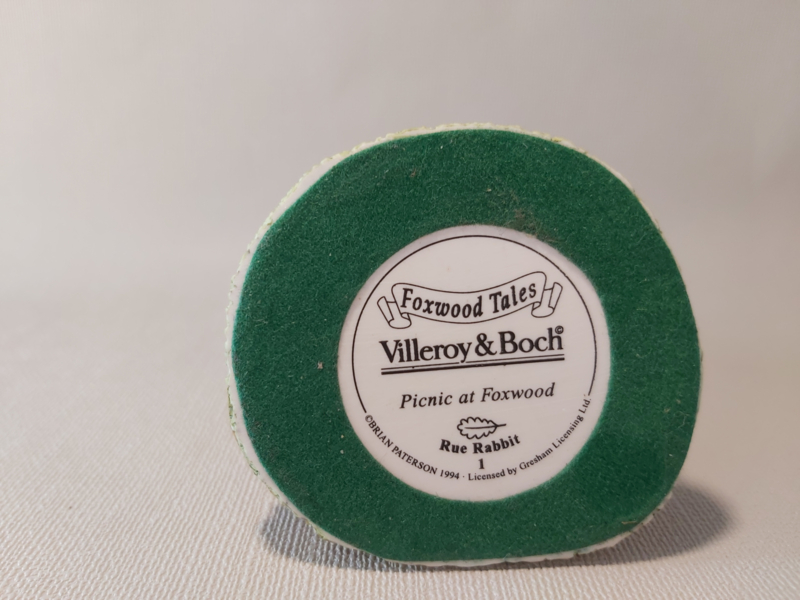 Foxwood Tales
Villeroy & Boch©
Picnic at Foxwood
Rue Rabbit
1
©BRIAN PATERSON 1994 · Licensed by Gresham Licensing Ltd.